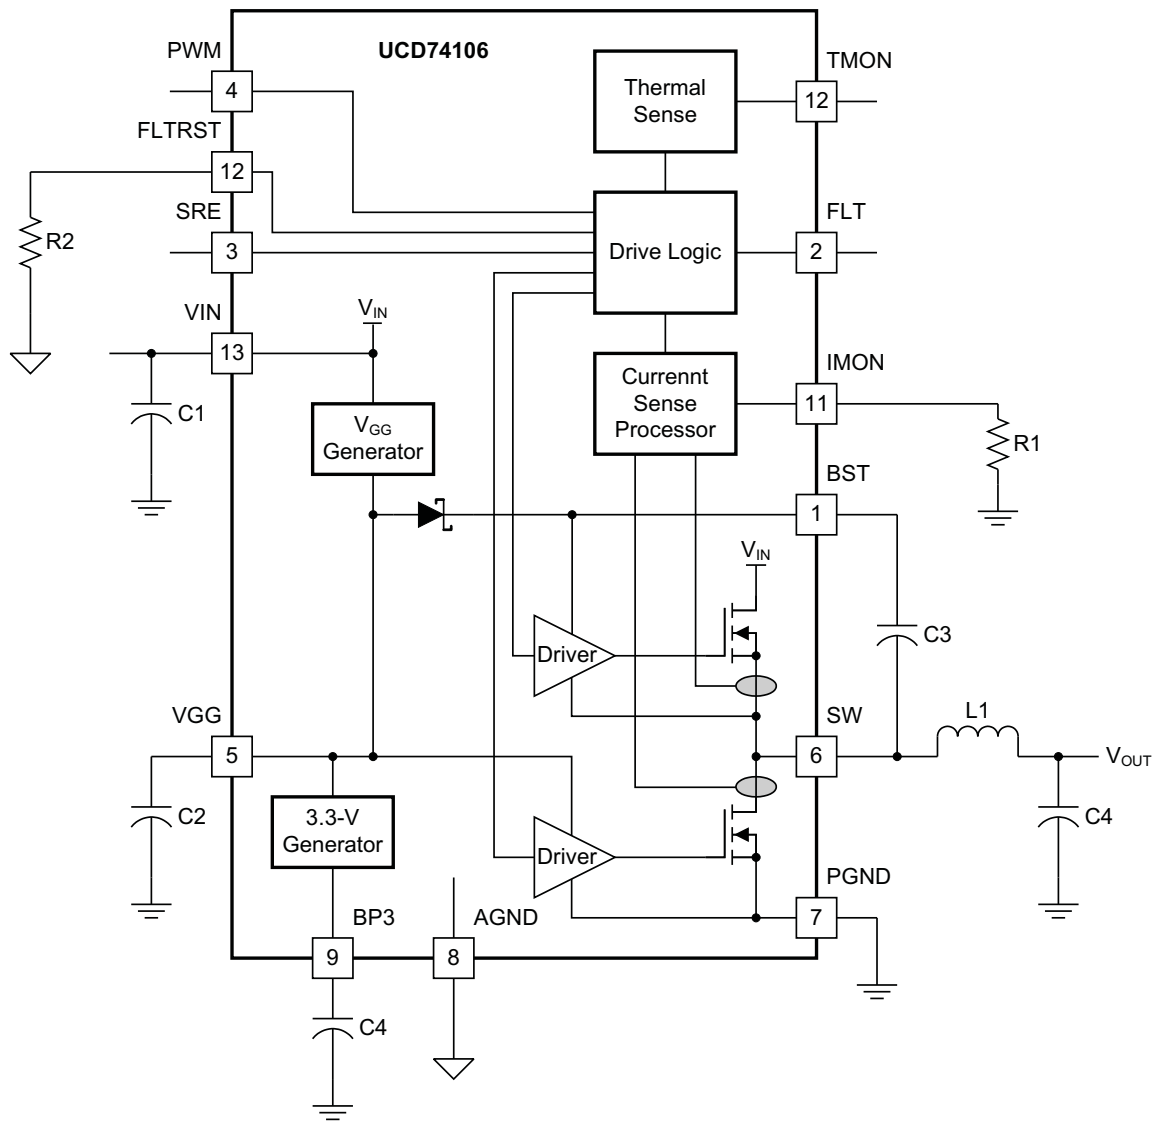 UCD74106
PWM
4
FLTRST
12
SRE
3
R2
VIN
13
C1
VIN
VGG
Generator
Thermal
Sense
TMON
12
Drive Logic
FLT
2
Currennt
Sense
Processor
IMON
11
R1
BST
1
VIN
Driver
C3
SW
6
L1
VOUT
C4
VGG
5
C2
3.3-V
Generator
Driver
PGND
7
BP3
9
AGND
8
C4